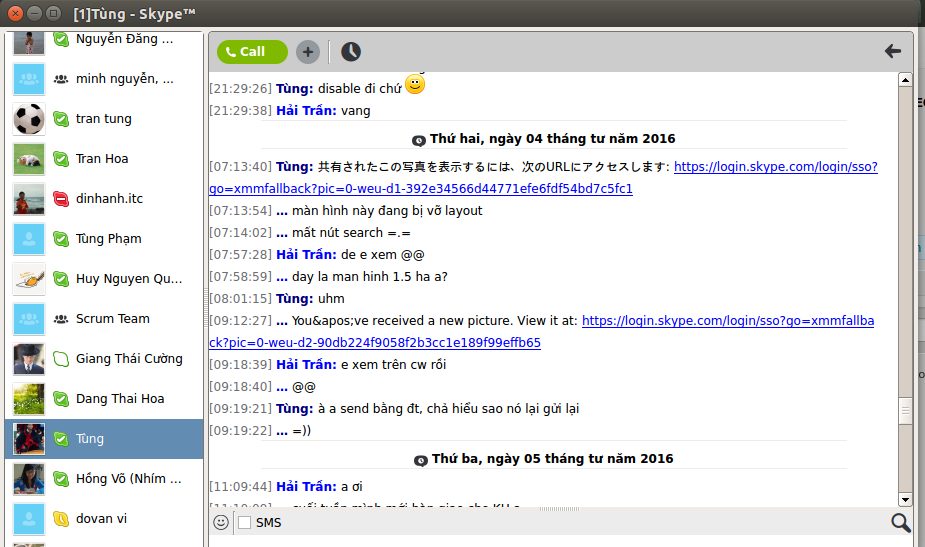 [1]Tùng - Skype™
Nguyễn Đăng ...
minh nguyễn, ...
tran tung
Tran Hoa
dinhanh.itc
Tùng Phạm
Huy Nguyen Qu...
Scrum Team
Giang Thái Cường
Dang Thai Hoa
Tùng
Hồng Võ (Nhím ...
dovan vi
Call
[21:29:26] Tùng: disable đi chứ
[21:29:38] Hải Trần: vang
Thứ hai, ngày 04 tháng tư năm 2016
[07:13:40] Tùng: 共有されたこの写真を表示するには、次のURLにアクセスします: https://login.skype.com/login/sso?
go=xmmfallback?pic=0-weu-d1-392e34566d44771efe6fdf54bd7c5fc1
[07:13:54] ... màn hình này đang bị vỡ layout
[07:14:02] ... mất nút search =.=
[07:57:28] Hải Trần: de e xem @@
[07:58:59] ... day la man hinh 1.5 ha a?
[08:01:15] Tùng: uhm
[09:12:27] ... You&apos;ve received a new picture. View it at: https://login.skype.com/login/sso?go=xmmfallba
ck?pic=0-weu-d2-90db224f9058f2b3cc1e189f99effb65
[09:18:39] Hải Trần: e xem trên cw rồi
[09:18:40] ... @@
[09:19:21] Tùng: à a send bằng đt, chả hiểu sao nó lại gửi lại
[09:19:22] ... =))
Thứ ba, ngày 05 tháng tư năm 2016
[11:09:44] Hải Trần: a ơi
SMS